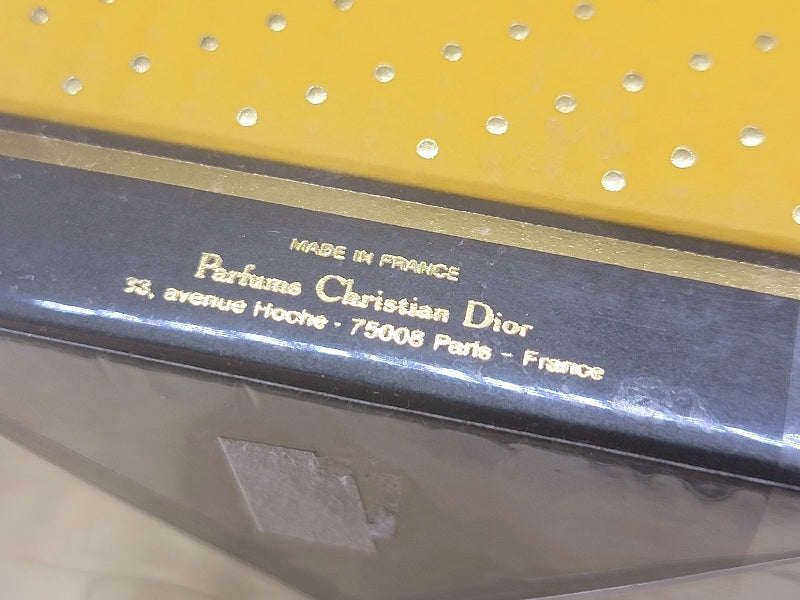 MADE IN FRANCE
Parfums Christian Dior
33, avenue Hoche - 75008 Paris - France